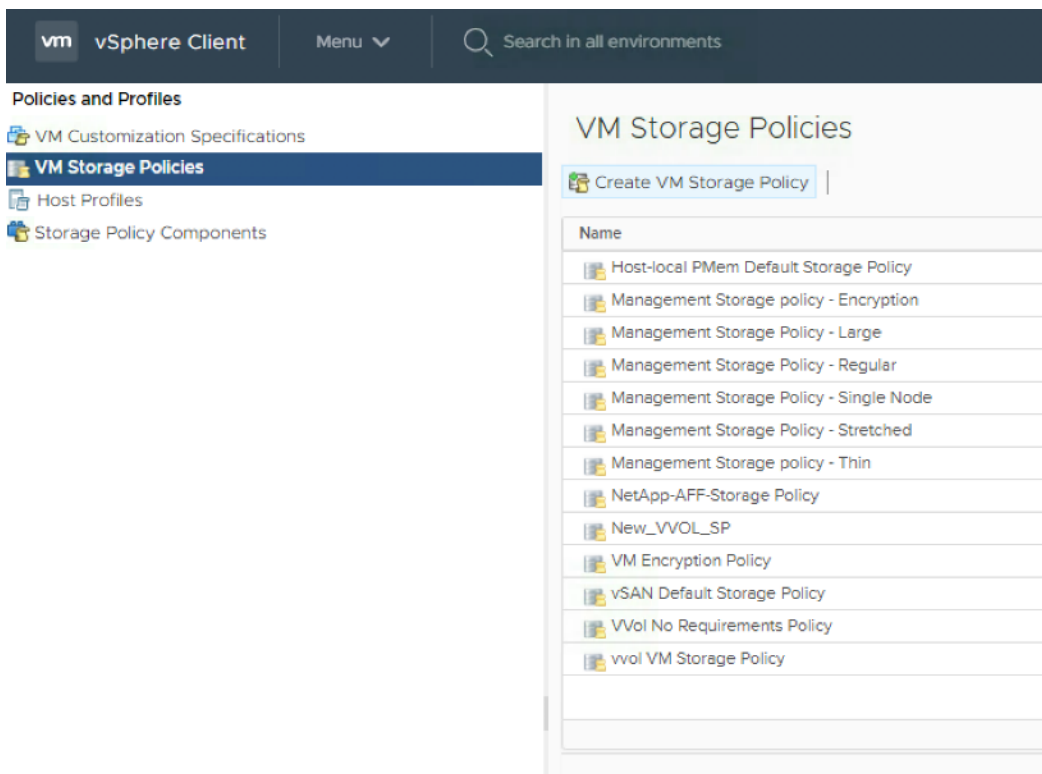 vm vSphere Client Menu Search in all environments
Policies and Profiles
VM Customization Specifications
VM Storage Policies
Host Profiles
Storage Policy Components
VM Storage Policies
Create VM Storage Policy
Name
Host-local PMem Default Storage Policy
Management Storage policy - Encryption
Management Storage Policy - Large
Management Storage Policy - Regular
Management Storage Policy - Single Node
Management Storage Policy - Stretched
Management Storage policy - Thin
NetApp-AFF-Storage Policy
New_VVOL_SP
VM Encryption Policy
vSAN Default Storage Policy
VVol No Requirements Policy
vvol VM Storage Policy